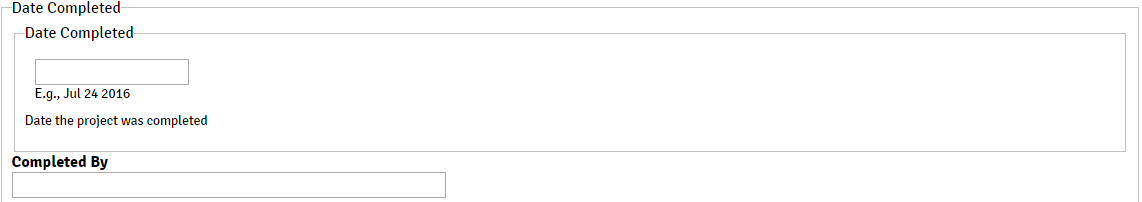 Date Completed
Date Completed
E.g., Jul 24 2016
Date the project was completed
Completed By